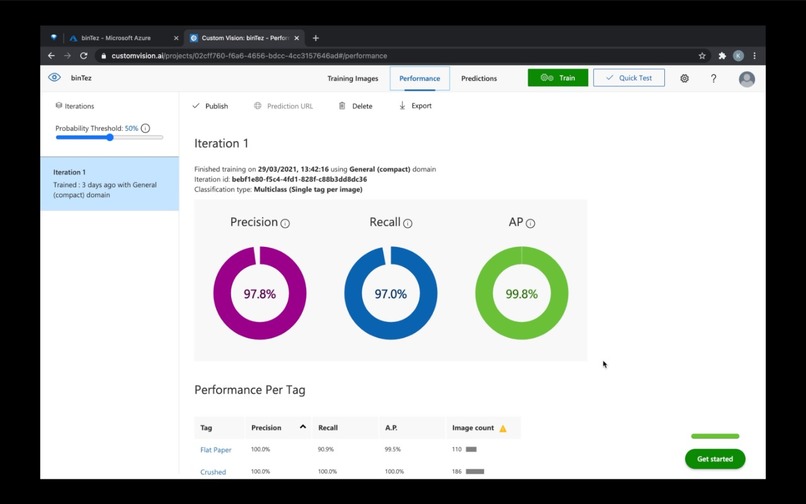 binTez - Microsoft Azure
Custom Vision: binTez - Perfor
customvision.ai/projects/02cff760-f6a6-4656-bdcc-4cc3157646ad#/performance
K
binTez
Training Images
Performance
Predictions
Train
Quick Test
?
Iterations
Publish
Prediction URL
Delete
Export
Probability Threshold: 50%
Iteration 1
Trained : 3 days ago with General
(compact) domain
Iteration 1
Finished training on 29/03/2021, 13:42:16 using General (compact) domain
Iteration id: bebf1e80-f5c4-4fd1-828f-c88b3dd8dc36
Classification type: Multiclass (Single tag per image)
Precision
Recall
AP
97.8%
97.0%
99.8%
Performance Per Tag
Tag Precision Recall A.P. Image count
Flat Paper 100.0% 90.9% 99.5% 110
Crushed 100.0% 100.0% 100.0% 186
Get started